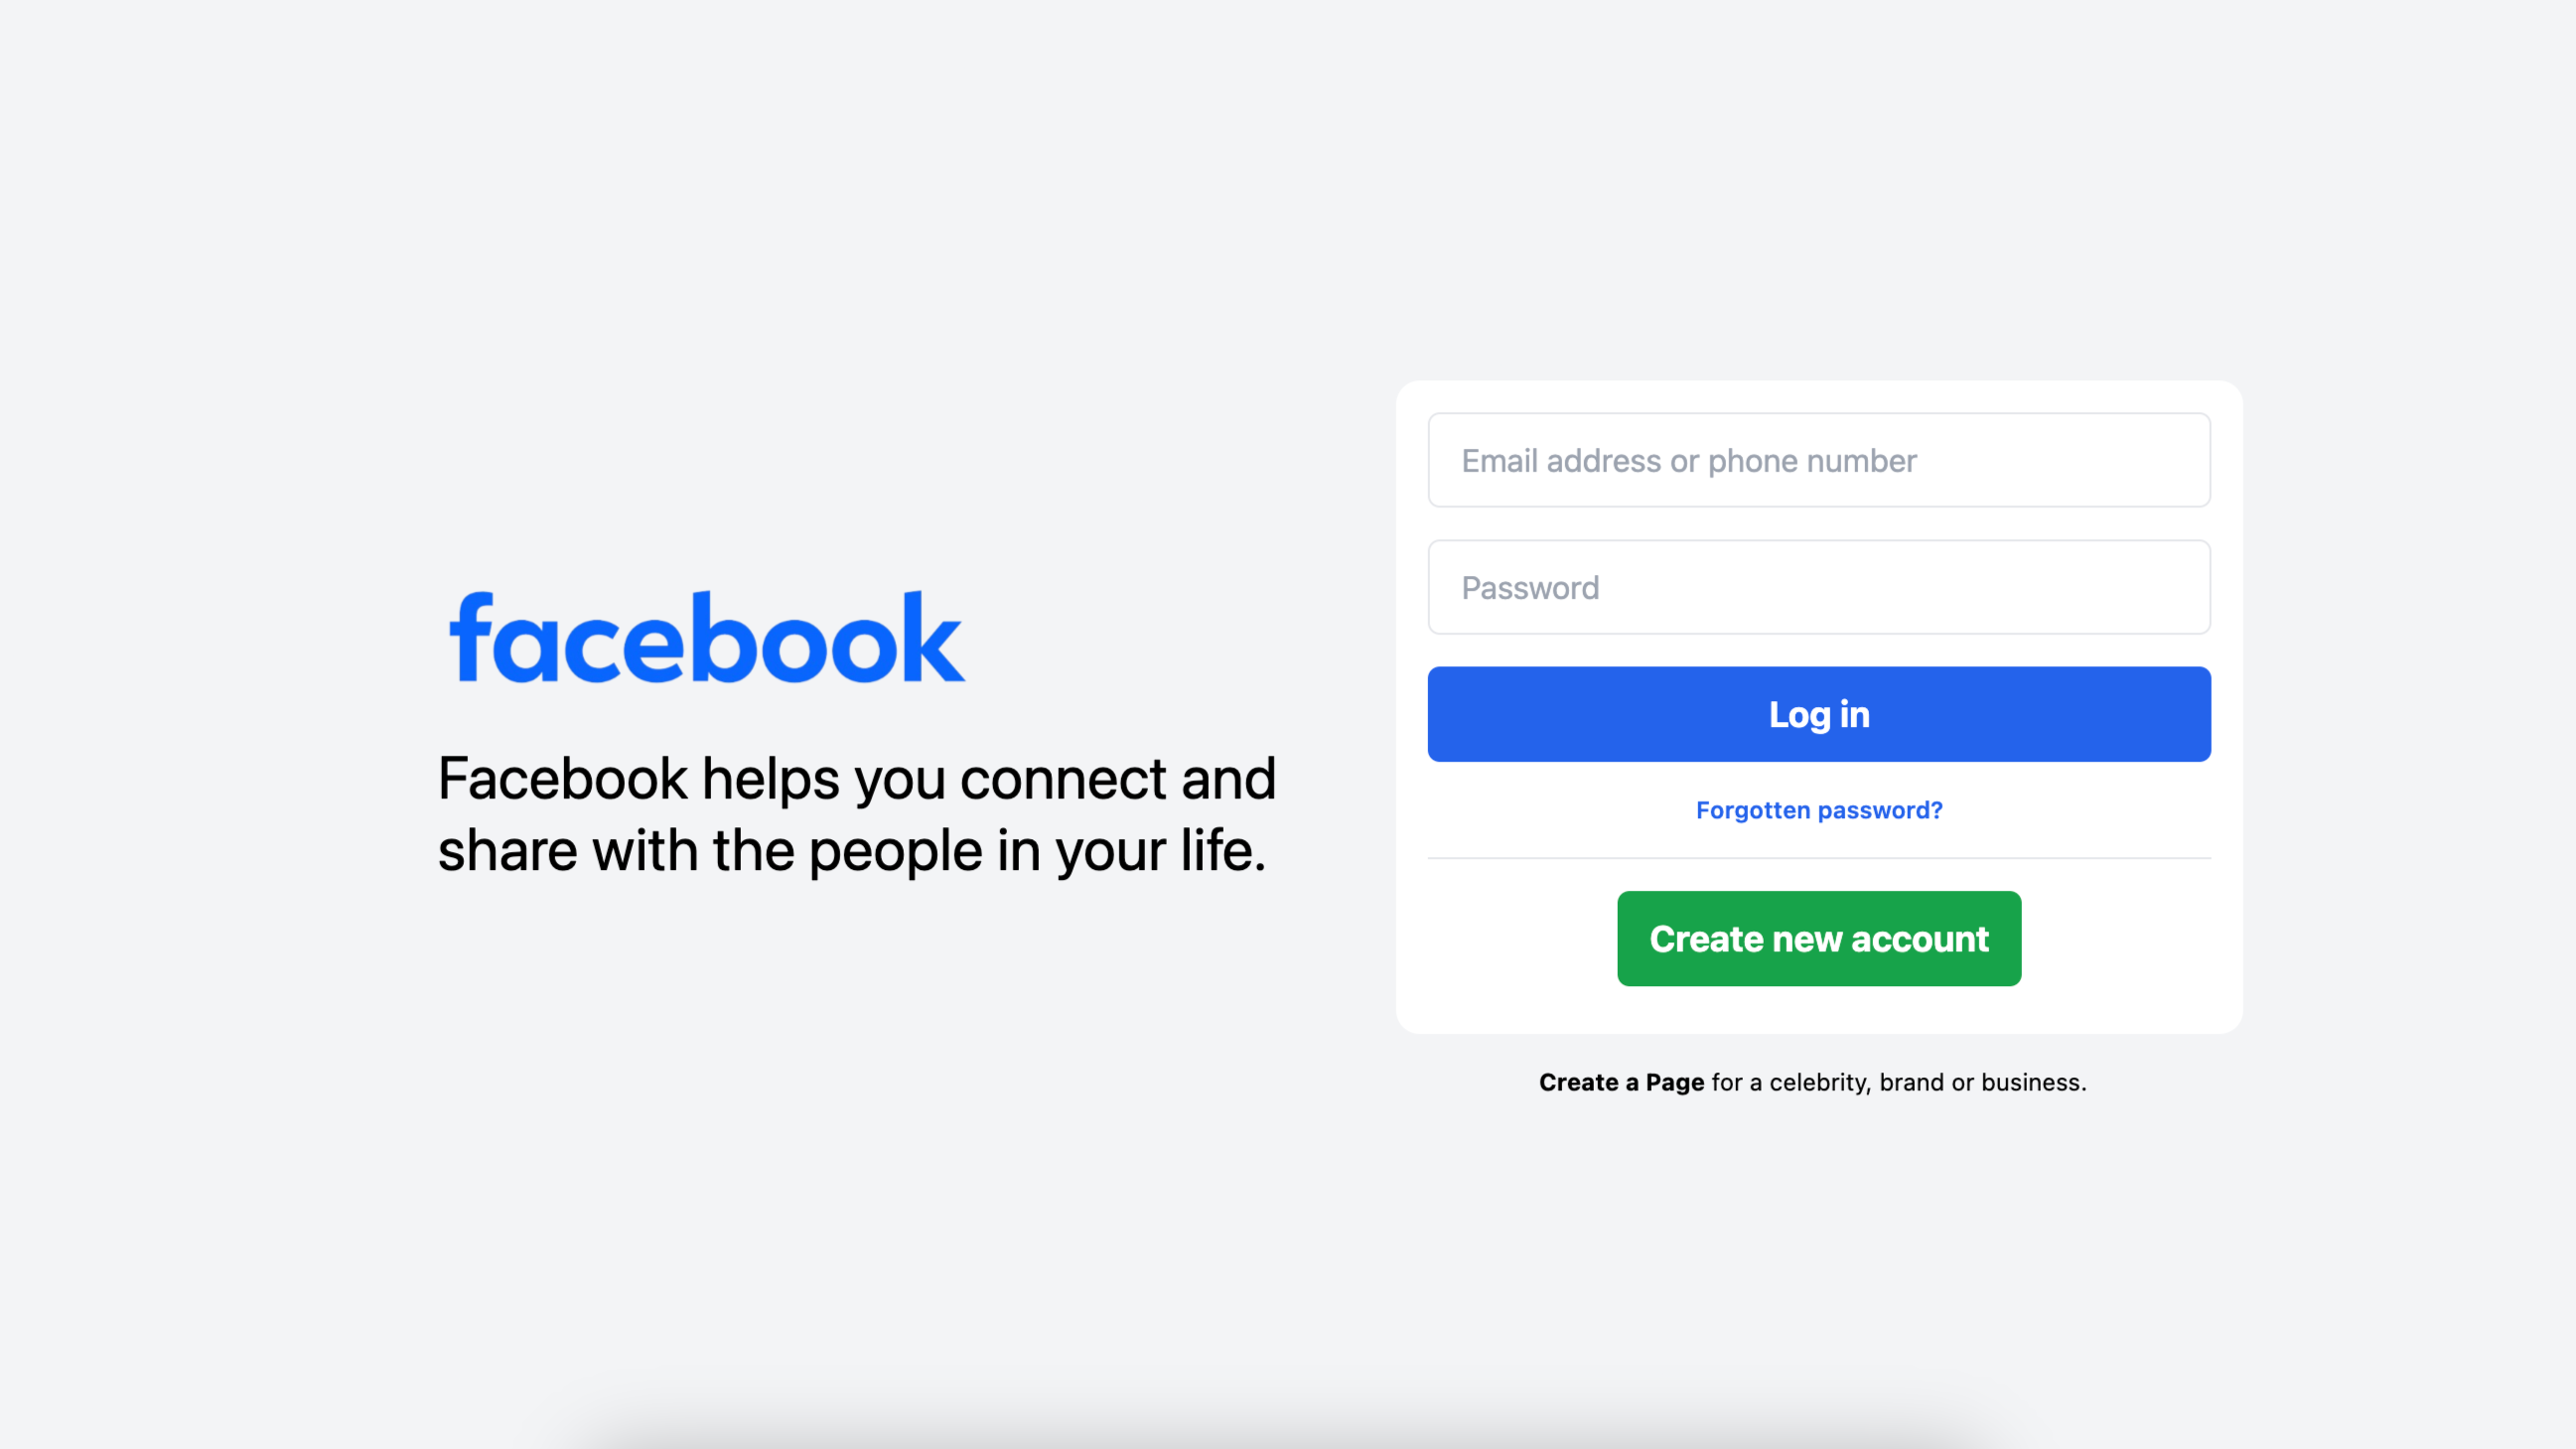 facebook
Facebook helps you connect and
share with the people in your life.
Email address or phone number
Password
Log in
Forgotten password?
Create new account
Create a Page for a celebrity, brand or business.